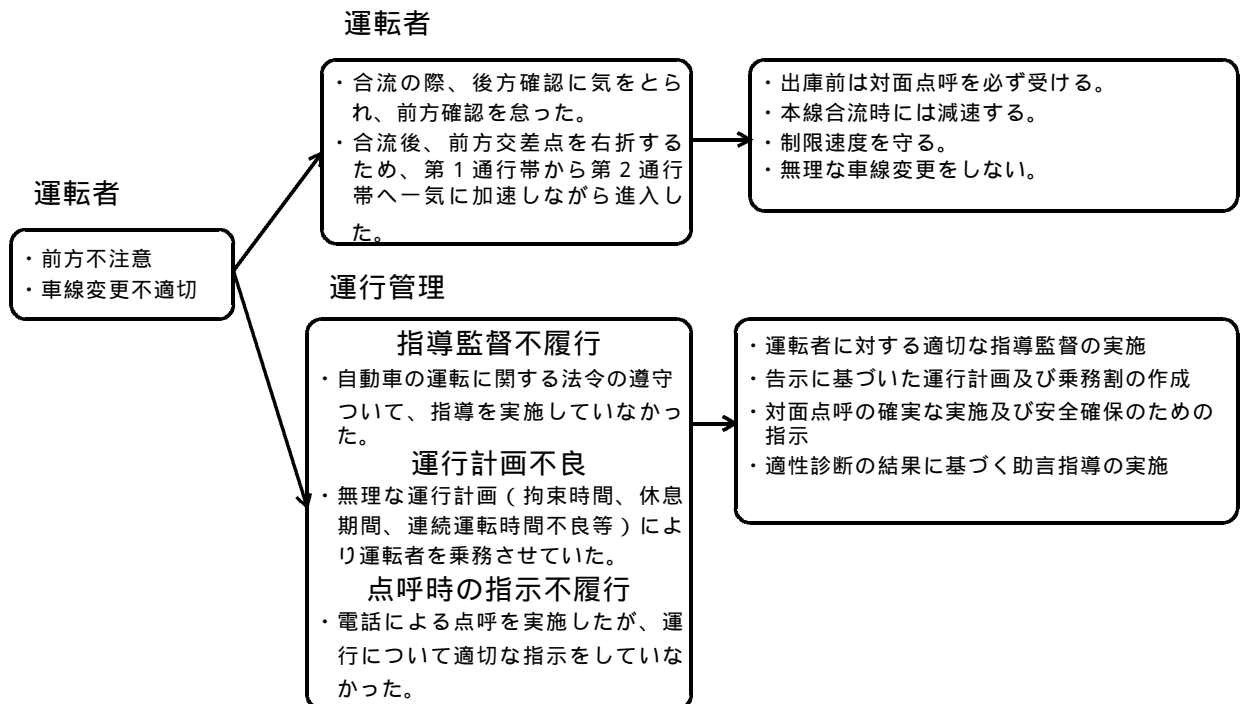 運転者
・前方不注意
・車線変更不適切
運転者
・合流の際、後方確認に気をとら
れ、前方確認を怠った。
・合流後、前方交差点を右折する
ため、第１通行帯から第２通行
帯へ一気に加速しながら進入し
た。
・出庫前は対面点呼を必ず受ける。
・本線合流時には減速する。
・制限速度を守る。
・無理な車線変更をしない。
運行管理
指導監督不履行
・自動車の運転に関する法令の遵守
ついて、指導を実施していなかっ
た。
運行計画不良
・無理な運行計画（拘束時間、休息
期間、連続運転時間不良等）によ
り運転者を乗務させていた。
点呼時の指示不履行
・電話による点呼を実施したが、運
行について適切な指示をしていな
かった。
・運転者に対する適切な指導監督の実施
・告示に基づいた運行計画及び乗務割の作成
・対面点呼の確実な実施及び安全確保のための
指示
・適性診断の結果に基づく助言指導の実施